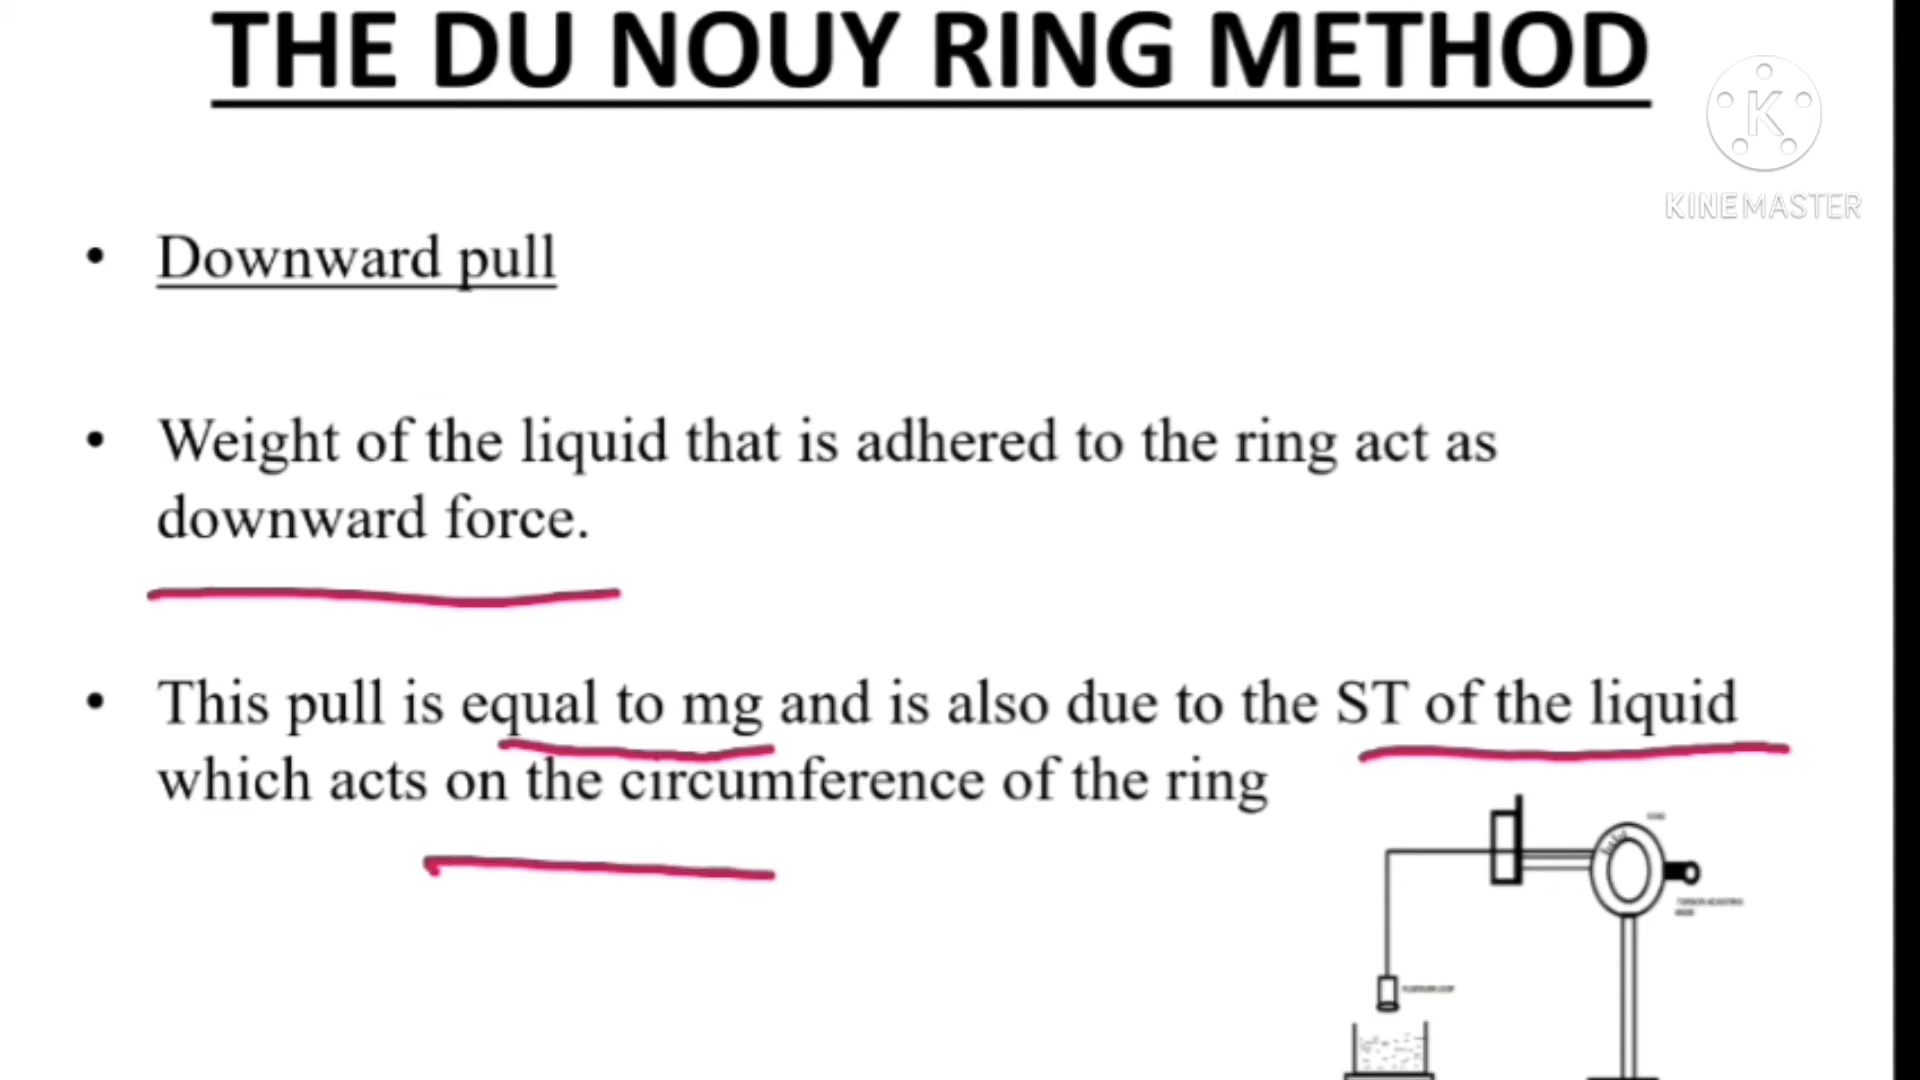 THE DU NOUY RING METHOD
K
KINEMASTER
• Downward pull
• Weight of the liquid that is adhered to the ring act as
downward force.
• This pull is equal to mg and is also due to the ST of the liquid
which acts on the circumference of the ring